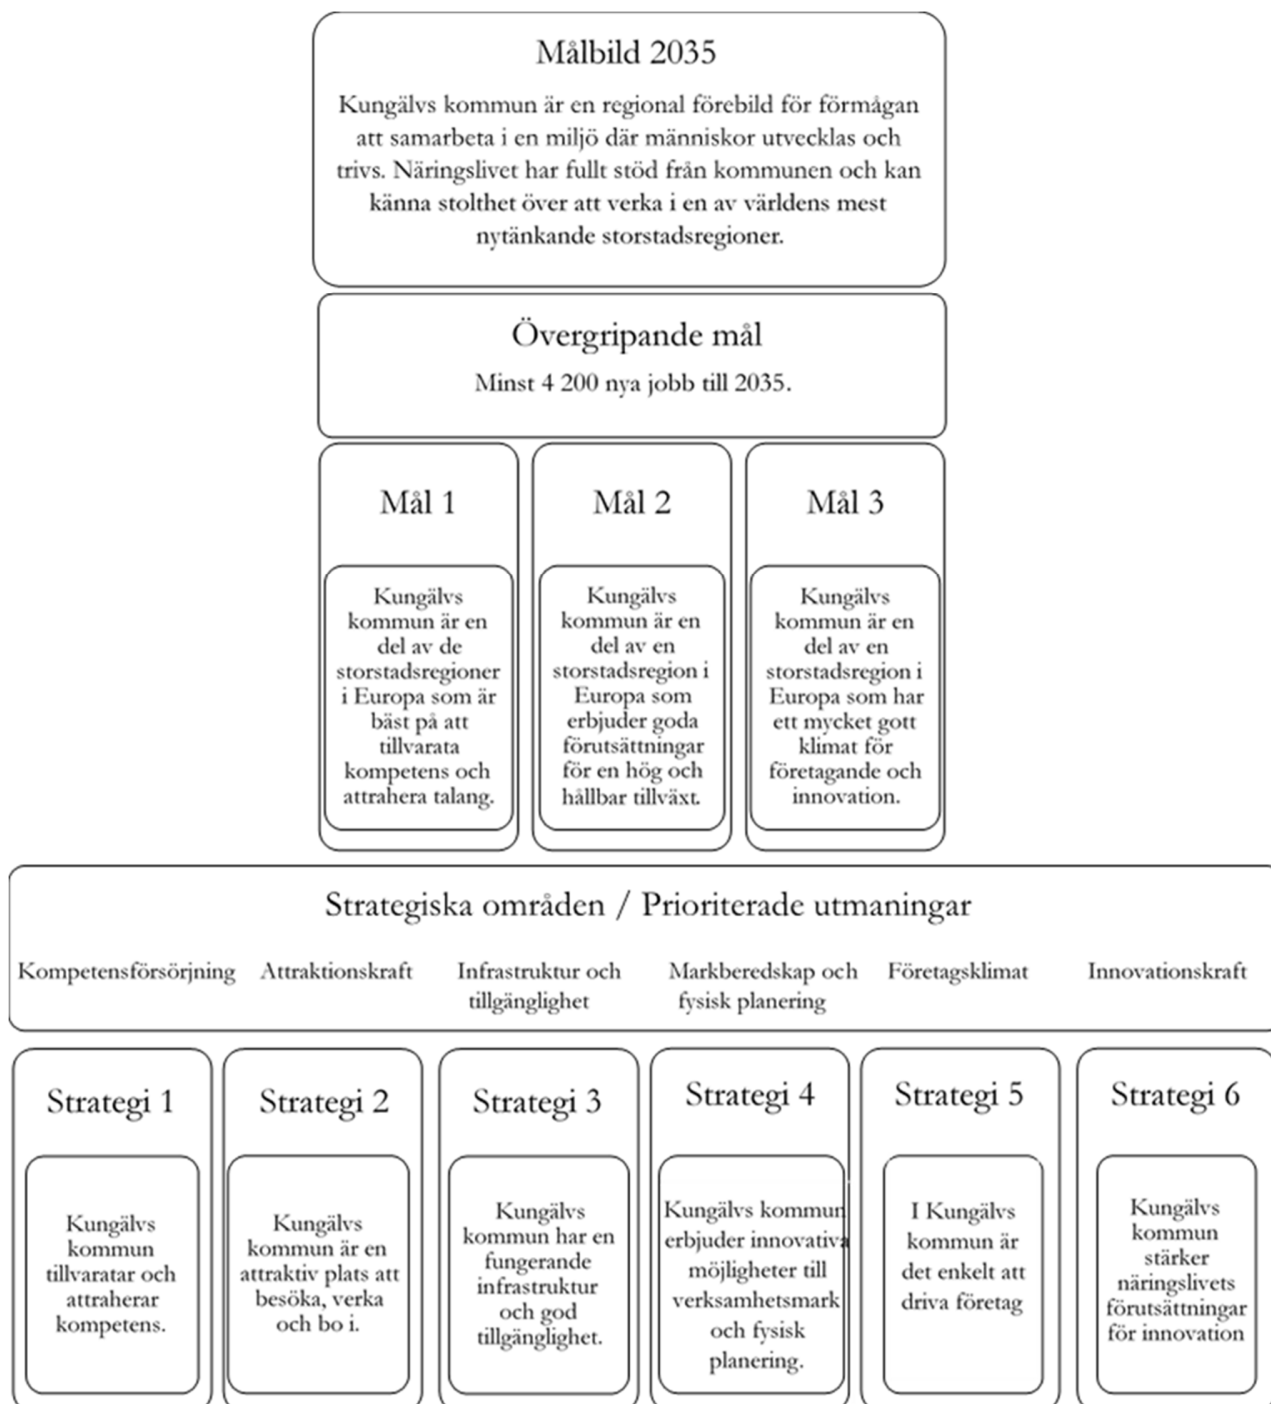 Målbild 2035
Kungälvs kommun är en regional förebild för förmågan
att samarbeta i en miljö där människor utvecklas och
trivs. Näringslivet har fullt stöd från kommunen och kan
känna stolthet över att verka i en av världens mest
nytänkande storstadsregioner.
Övergripande mål
Minst 4 200 nya jobb till 2035.
Mål 1
Kungälvs
kommun är en
del av de
storstadsregioner
i Europa som är
bäst på att
tillvarata
kompetens och
attrahera talang.
Mål 2
Kungälvs
kommun är en
del av en
storstadsregion i
Europa som
erbjuder goda
förutsättningar
för en hög och
hållbar tillväxt.
Mål 3
Kungälvs
kommun är en
del av en
storstadsregion i
Europa som har
ett mycket gott
klimat för
företagande och
innovation.
Strategiska områden / Prioriterade utmaningar
Kompetensförsörjning
Attraktionskraft
Infrastruktur och
tillgänglighet
Markberedskap och
fysisk planering
Företagsklimat
Innovationskraft
Strategi 1
Kungälvs
kommun
tillvaratar och
attraherar
kompetens.
Strategi 2
Kungälvs
kommun är en
attraktiv plats att
besöka, verka
och bo i.
Strategi 3
Kungälvs
kommun har en
fungerande
infrastruktur
och god
tillgänglighet.
Strategi 4
Kungälvs kommun
erbjuder innovativa
möjligheter till
verksamhetsmark
och fysisk
planering.
Strategi 5
I Kungälvs
kommun är
det enkelt att
driva företag
Strategi 6
Kungälvs
kommun
stärker
näringslivets
förutsättningar
för innovation